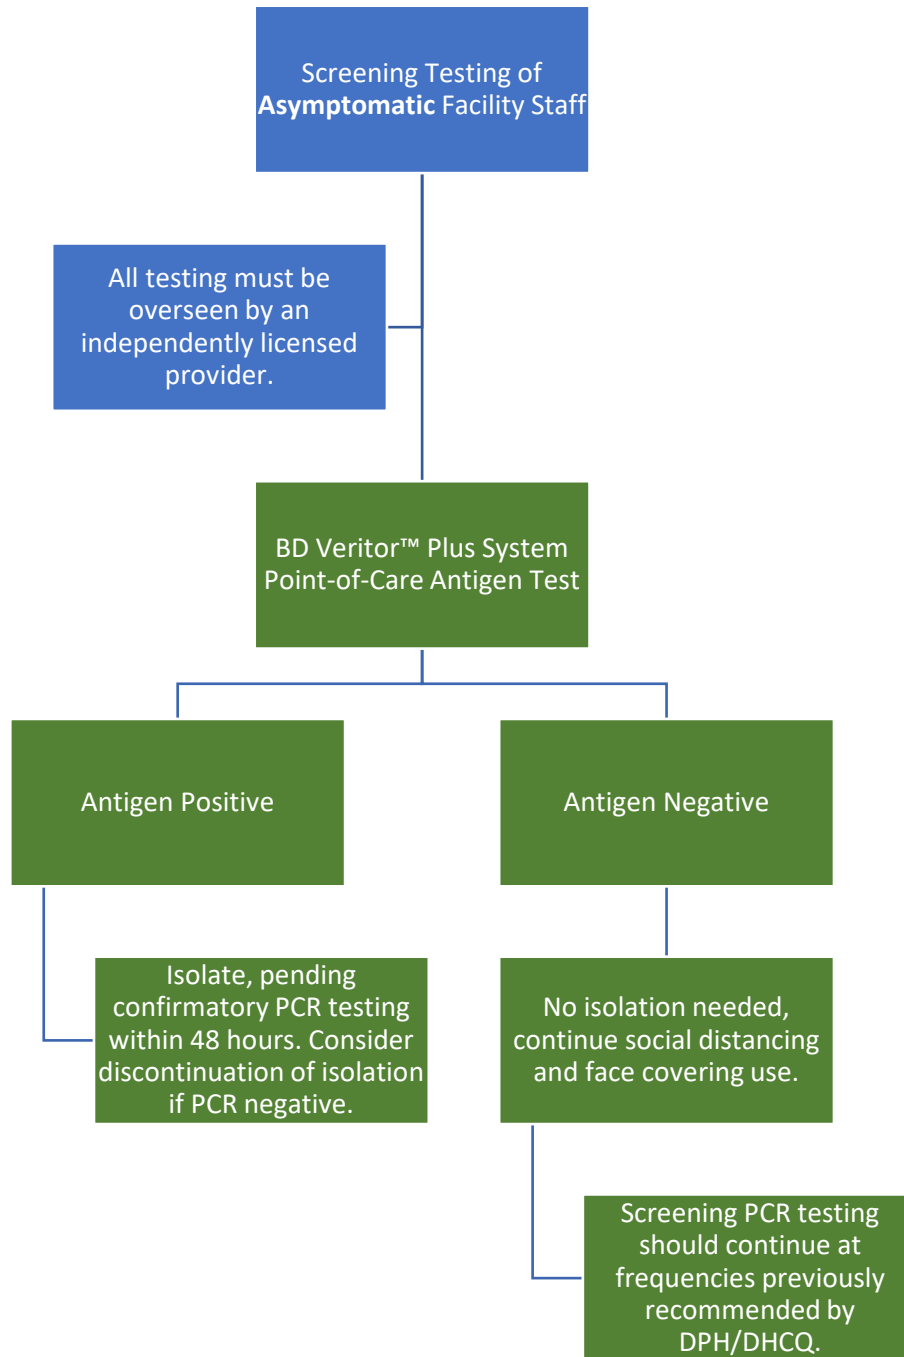 Screening Testing of
Asymptomatic Facility Staff
All testing must be
overseen by an
independently licensed
provider.
BD Veritor™ Plus System
Point-of-Care Antigen Test
Antigen Positive
Antigen Negative
Isolate, pending
confirmatory PCR testing
within 48 hours. Consider
discontinuation of isolation
if PCR negative.
No isolation needed,
continue social distancing
and face covering use.
Screening PCR testing
should continue at
frequencies previously
recommended by
DPH/DHCQ.